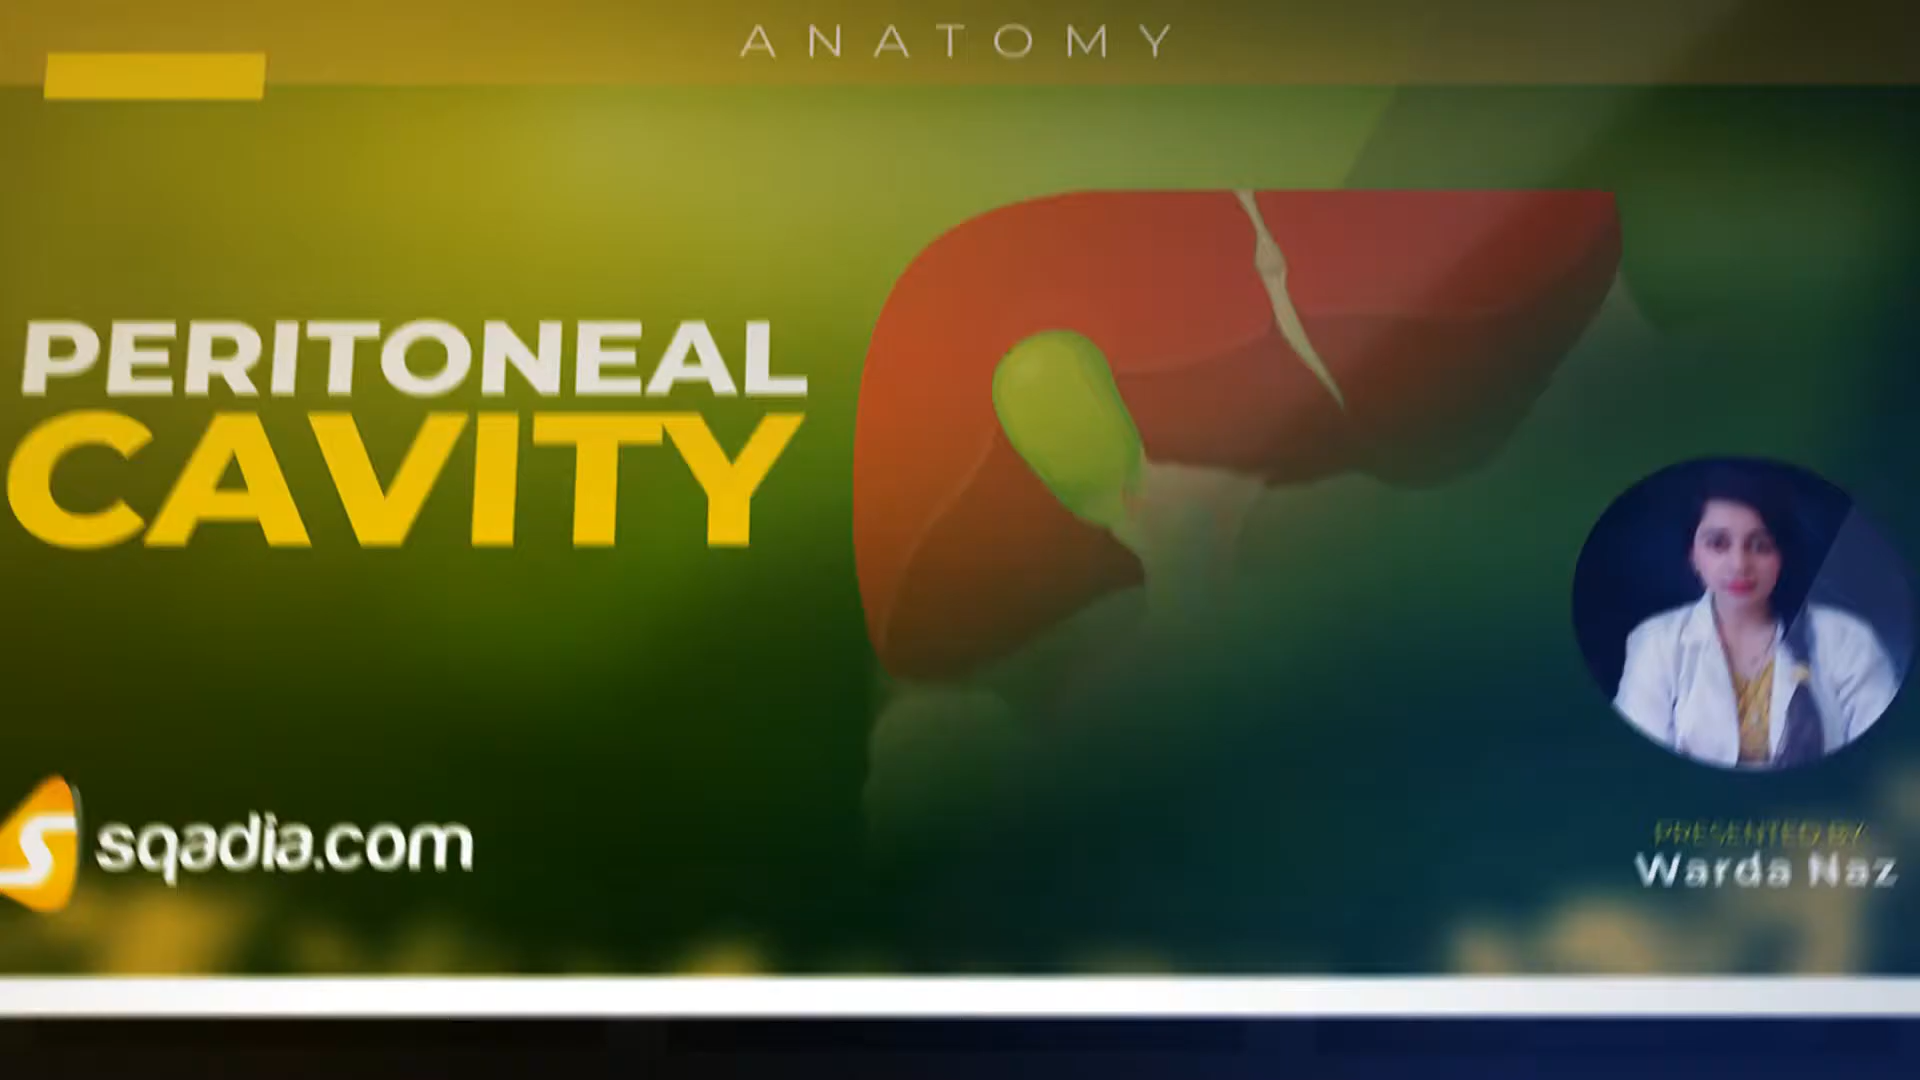 ANATOMY
PERITONEAL
CAVITY
sqadia.com
PRESENTED BY
Warda Naz